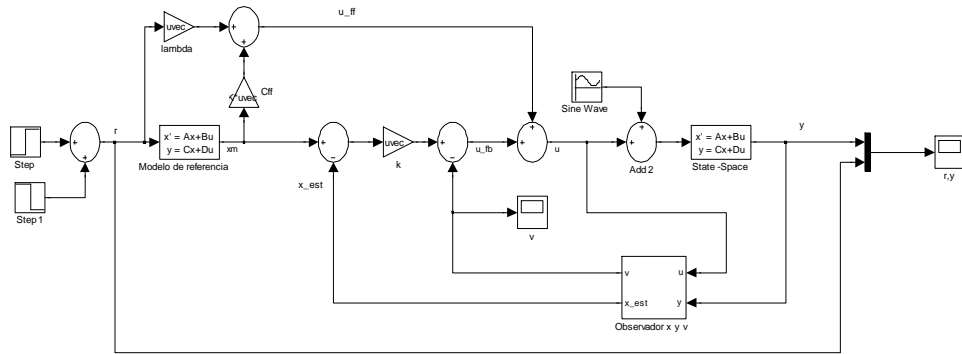 u_ff
uvec
lambda
Cff
uvec
Sine Wave
r
y
Step
x' = Ax+Bu
y = Cx+Du
Modelo de referencia
xm
uvec
k
u_fb
u
Add 2
x' = Ax+Bu
y = Cx+Du
State -Space
r,y
x_est
Step 1
v
v
u
x_est
y
Observador x y v